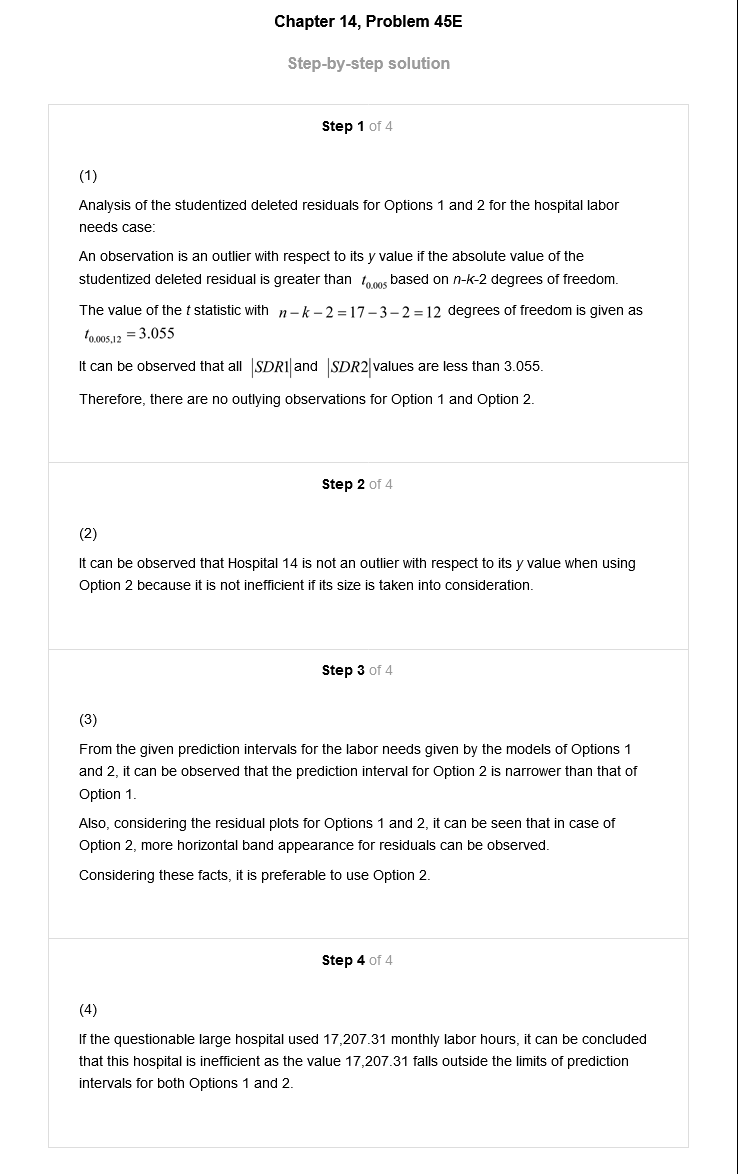 Chapter 14, Problem 45E
Step-by-step solution
Step 1 of 4
(1)
Analysis of the studentized deleted residuals for Options 1 and 2 for the hospital labor
needs case:
An observation is an outlier with respect to its y value if the absolute value of the
studentized deleted residual is greater than t0.005 based on n-k-2 degrees of freedom.
The value of the t statistic with n – k – 2 = 17 – 3 – 2 = 12 degrees of freedom is given as
t0.005,12 = 3.055
It can be observed that all |SDR1| and |SDR2| values are less than 3.055.
Therefore, there are no outlying observations for Option 1 and Option 2.
Step 2 of 4
(2)
It can be observed that Hospital 14 is not an outlier with respect to its y value when using
Option 2 because it is not inefficient if its size is taken into consideration.
Step 3 of 4
(3)
From the given prediction intervals for the labor needs given by the models of Options 1
and 2, it can be observed that the prediction interval for Option 2 is narrower than that of
Option 1.
Also, considering the residual plots for Options 1 and 2, it can be seen that in case of
Option 2, more horizontal band appearance for residuals can be observed.
Considering these facts, it is preferable to use Option 2.
Step 4 of 4
(4)
If the questionable large hospital used 17,207.31 monthly labor hours, it can be concluded
that this hospital is inefficient as the value 17,207.31 falls outside the limits of prediction
intervals for both Options 1 and 2.